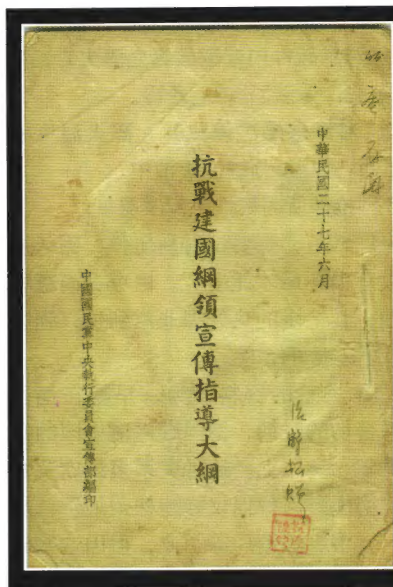 中華民國二十七年六月
抗戰建國綱領宣傳指導大綱
中國國民黨中央執行委員會宣傳部編印